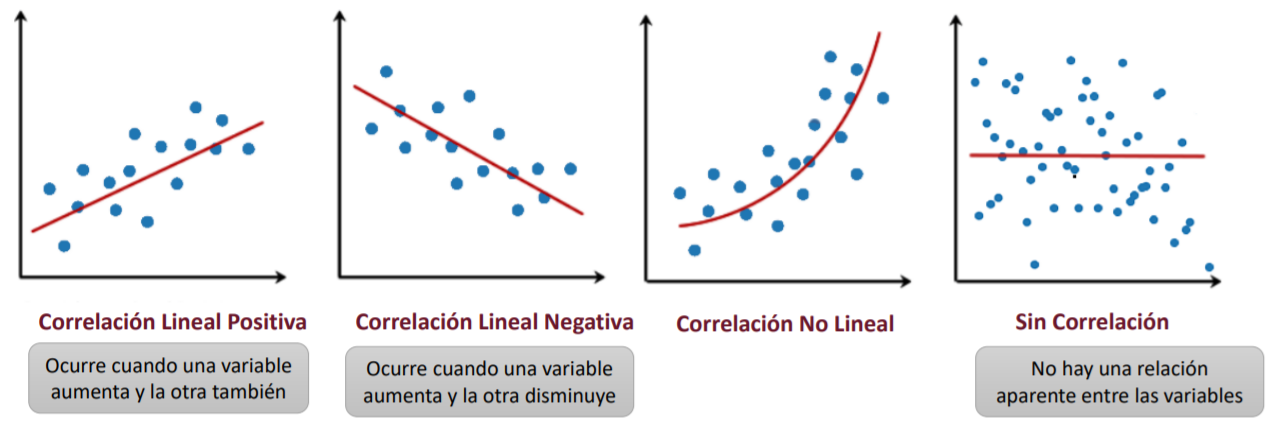 Correlación Lineal Positiva
Ocurre cuando una variable
aumenta y la otra también
Correlación Lineal Negativa
Ocurre cuando una variable
aumenta y la otra disminuye
Correlación No Lineal
Sin Correlación
No hay una relación
aparente entre las variables